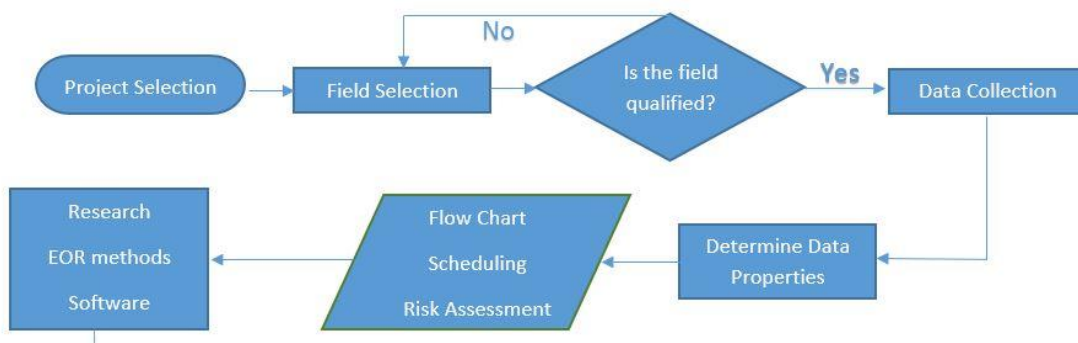 No
Project Selection
Field Selection
Is the field
qualified?
Yes
Data Collection
Research
EOR methods
Software
Flow Chart
Scheduling
Risk Assessment
Determine Data
Properties